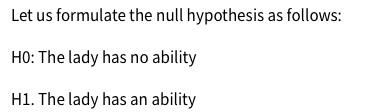 Let us formulate the null hypothesis as follows:
H0: The lady has no ability
H1. The lady has an ability